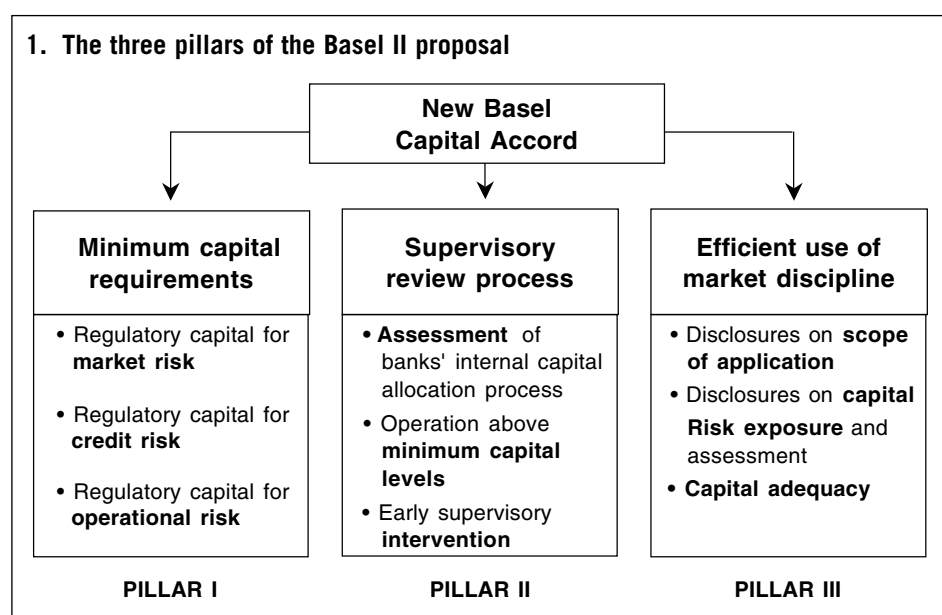 1. The three pillars of the Basel II proposal
New Basel
Capital Accord
Minimum capital
requirements
• Regulatory capital for
market risk
• Regulatory capital for
credit risk
• Regulatory capital for
operational risk
PILLAR I
Supervisory
review process
• Assessment of
banks' internal capital
allocation process
• Operation above
minimum capital
levels
• Early supervisory
intervention
PILLAR II
Efficient use of
market discipline
• Disclosures on scope
of application
• Disclosures on capital
Risk exposure and
assessment
• Capital adequacy
PILLAR III